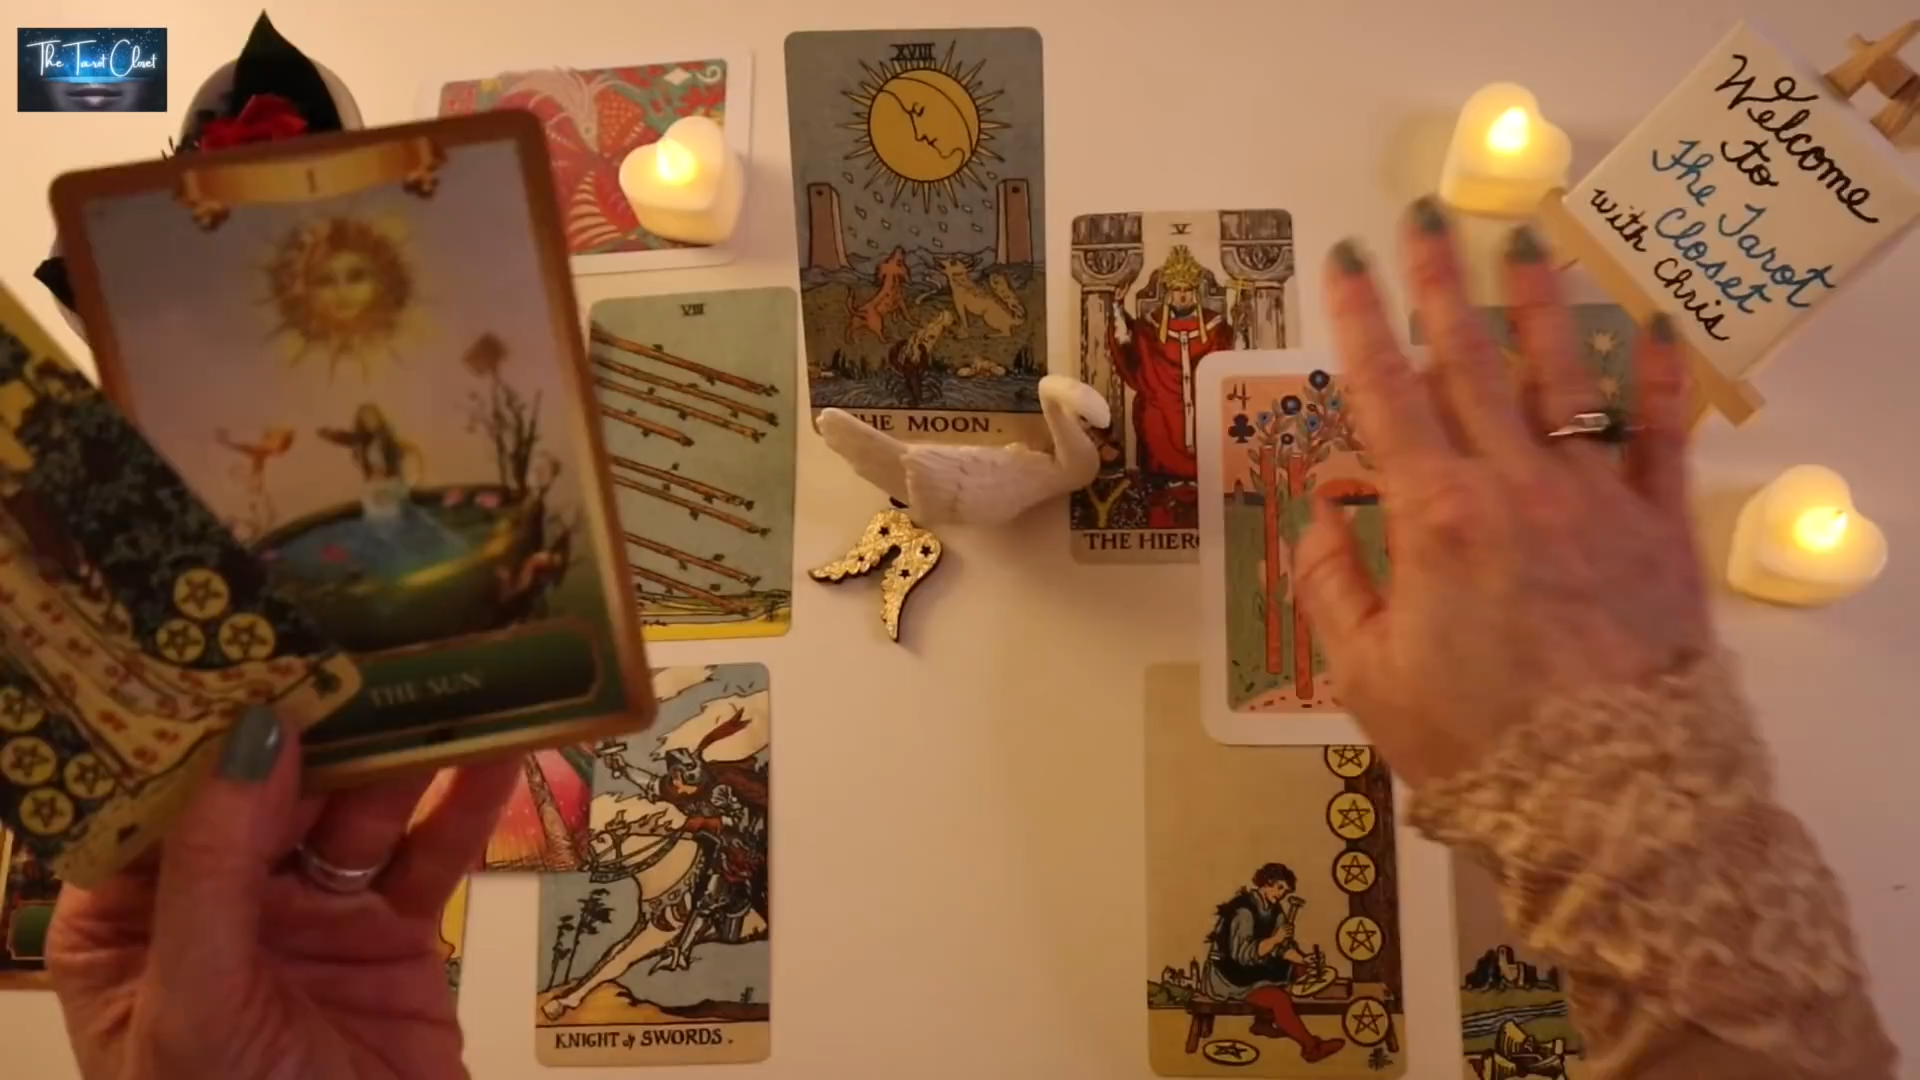 The Tarot Closet
I
XVIII
THE MOON.
V
THE HIER
VIII
4
Welcome
to
The Tarot
Closet
with Chris
THE SUN
KNIGHT of SWORDS.